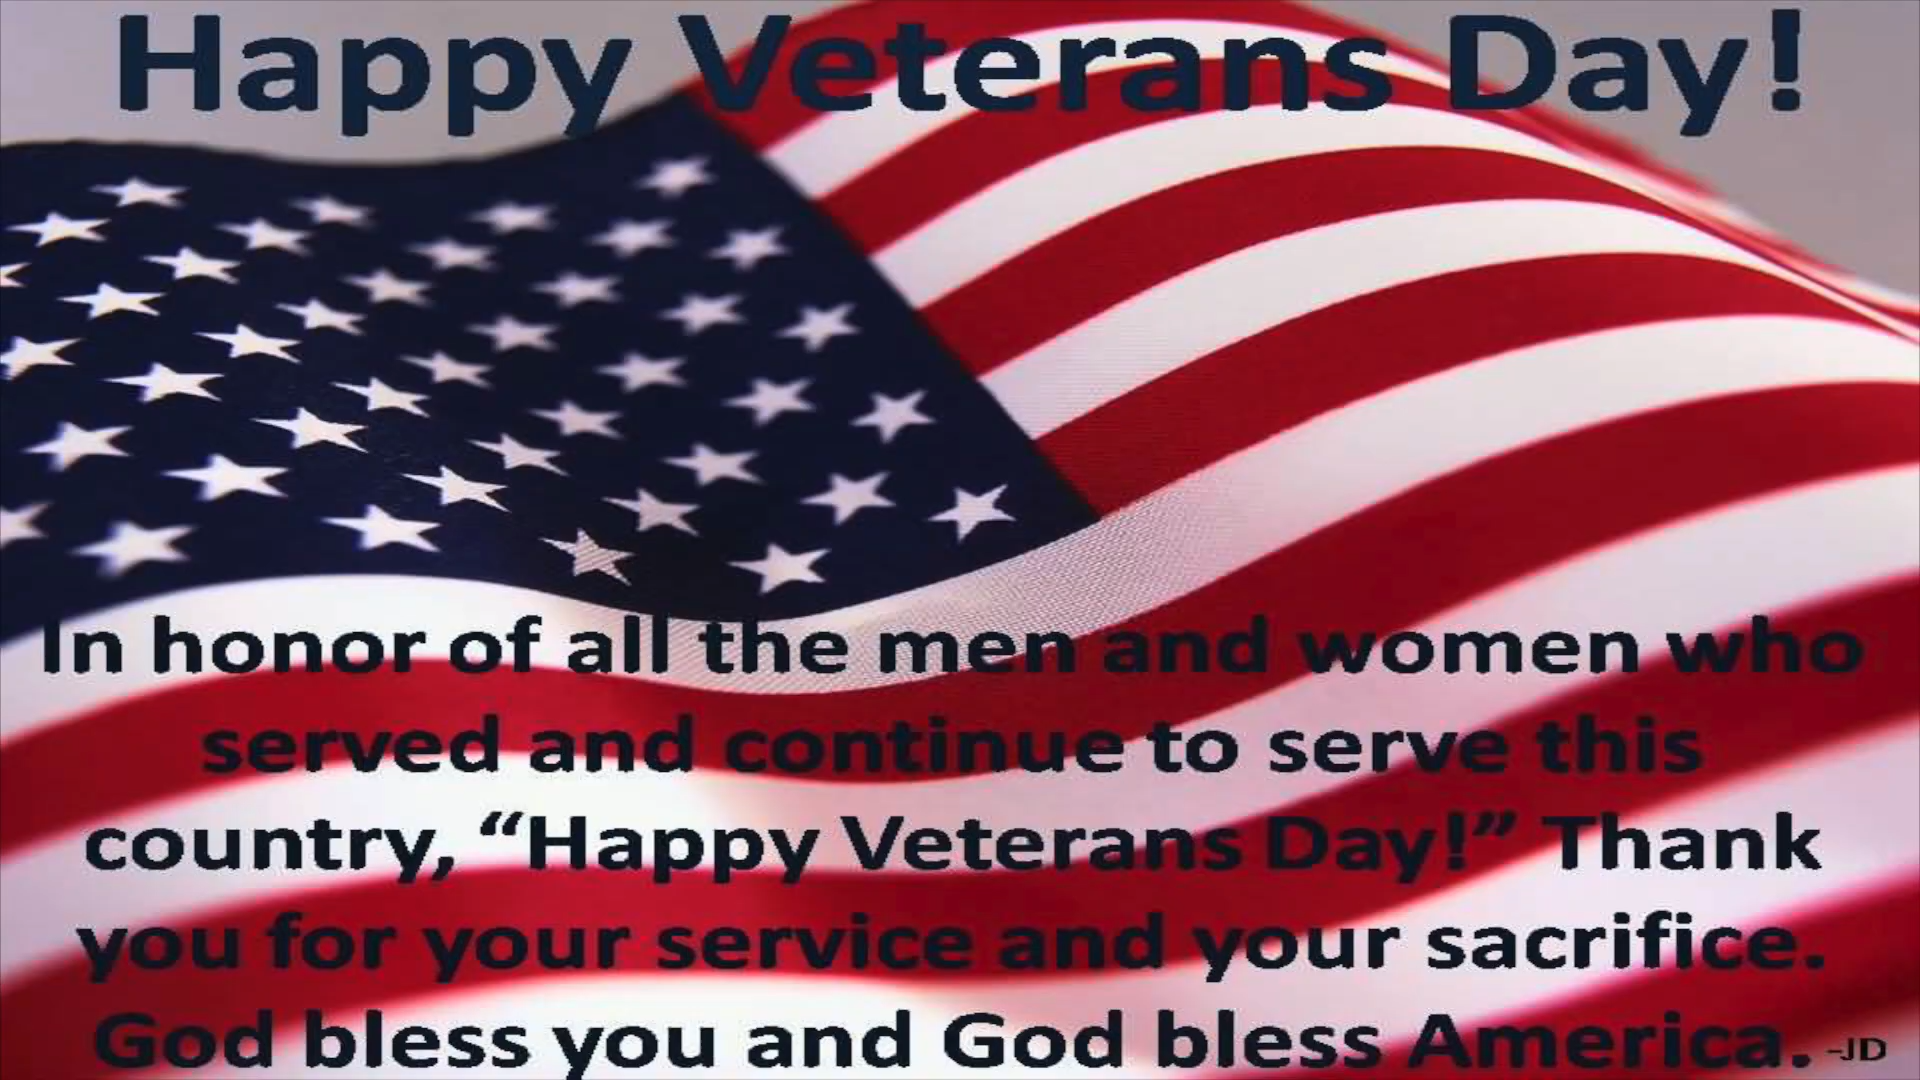 Happy Veterans Day!
In honor of all the men and women who
served and continue to serve this
country, “Happy Veterans Day!” Thank
you for your service and your sacrifice.
God bless you and God bless America. -JD